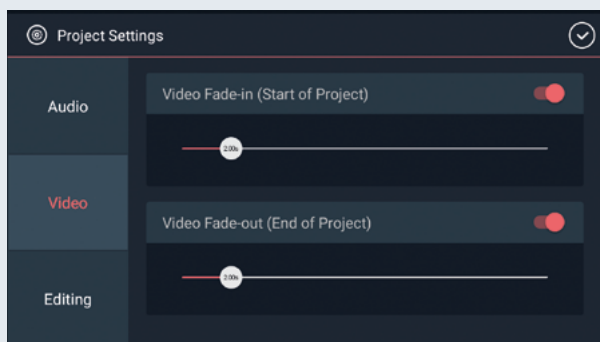 Project Settings
Audio
Video Fade-in (Start of Project)
2.00s
Video
Video Fade-out (End of Project)
2.00s
Editing